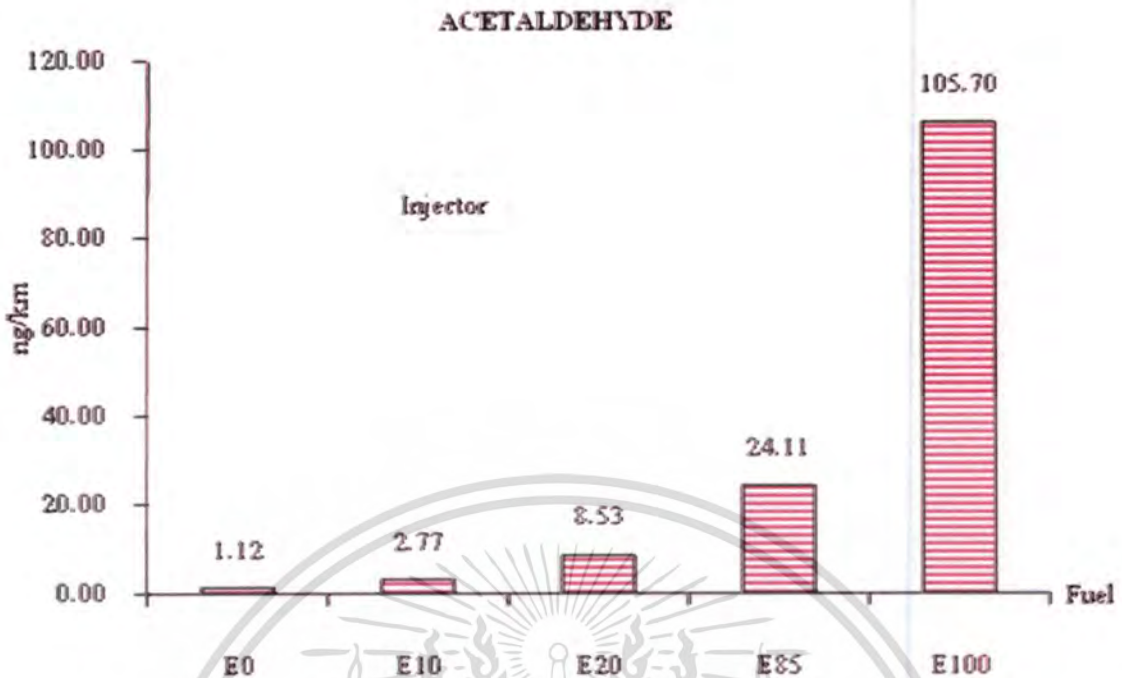 ACETALDEHYDE
120.00
100.00
80.00
60.00
40.00
20.00
0.00
ng/km
Injector
1.12
2.77
8.53
24.11
105.70
E0
E10
E20
E85
E100
Fuel